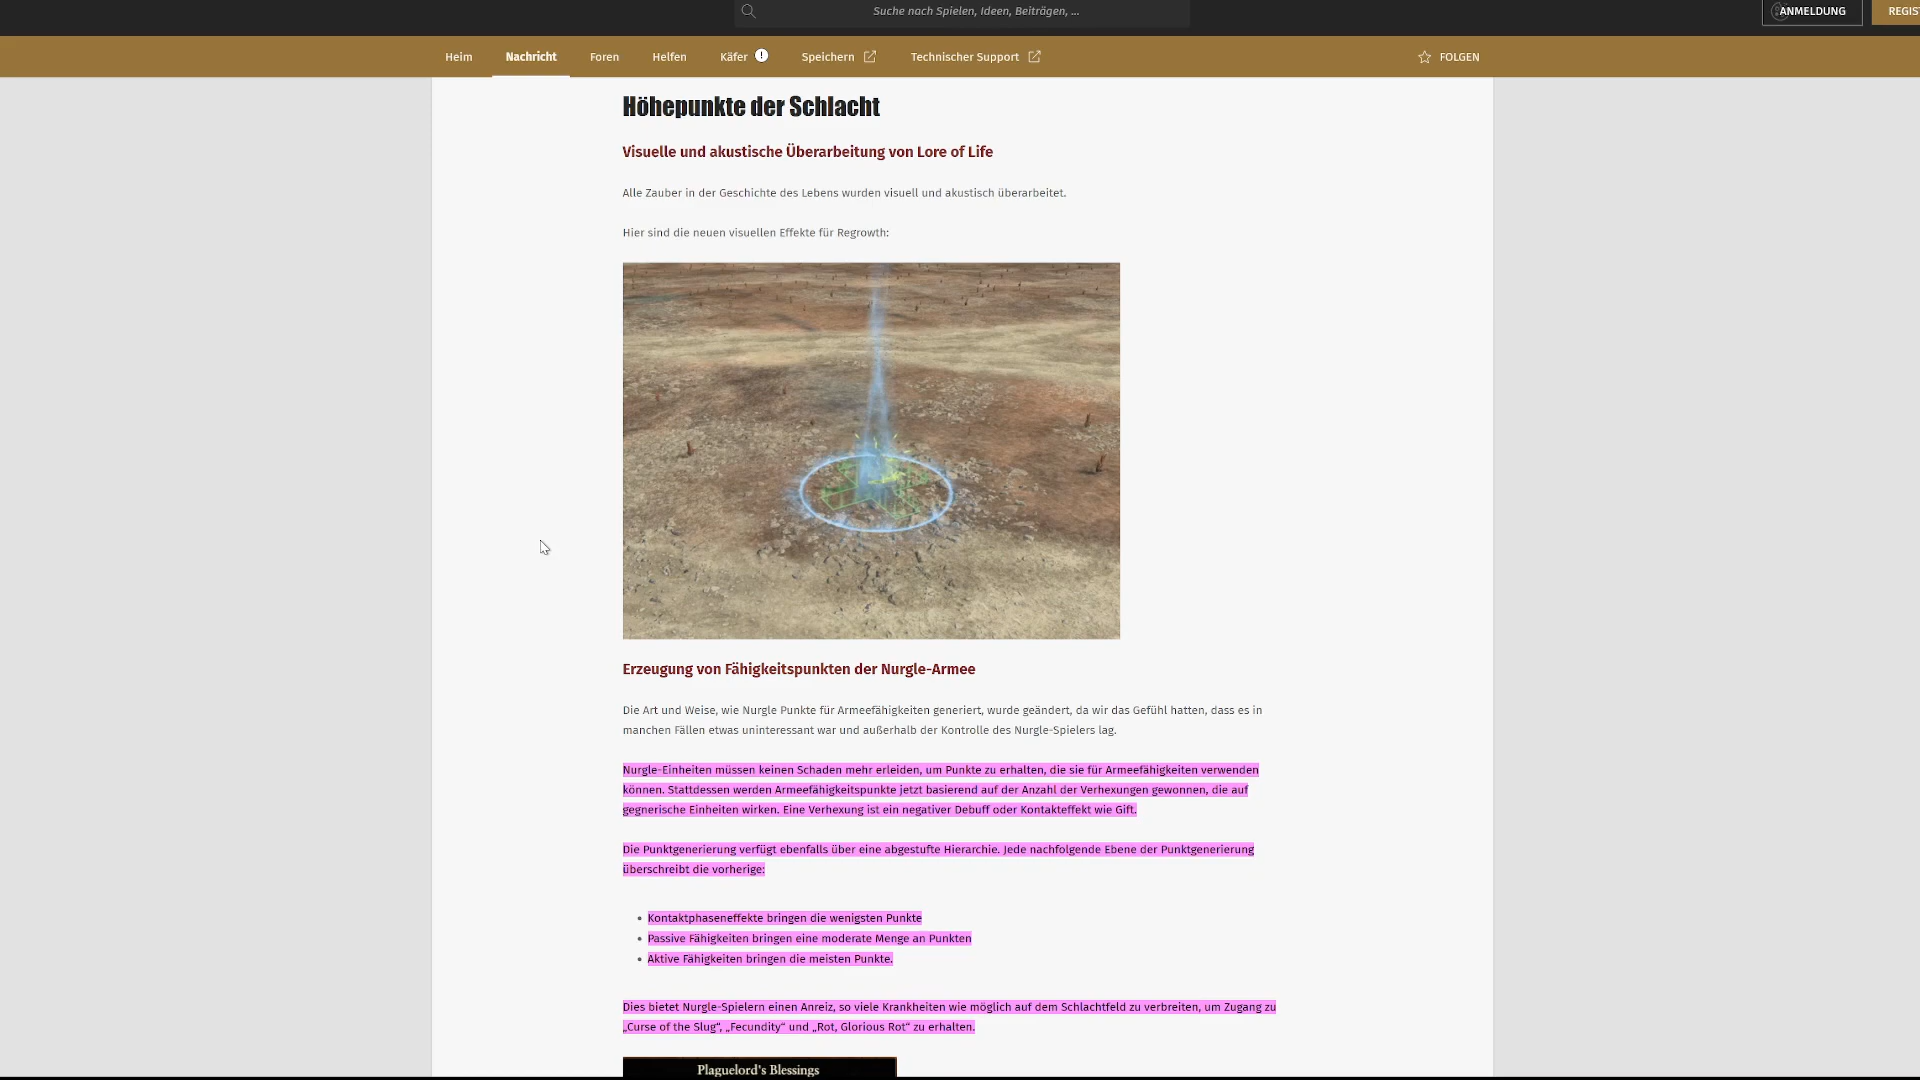 Suche nach Spielen, Ideen, Beiträgen, ...
ANMELDUNG
Heim
Nachricht
Foren
Helfen
Käfer
Speichern
Technischer Support
FOLGEN
Höhepunkte der Schlacht
Visuelle und akustische Überarbeitung von Lore of Life
Alle Zauber in der Geschichte des Lebens wurden visuell und akustisch überarbeitet.
Hier sind die neuen visuellen Effekte für Regrowth:
Erzeugung von Fähigkeitspunkten der Nurgle-Armee
Die Art und Weise, wie Nurgle Punkte für Armeefähigkeiten generiert, wurde geändert, da wir das Gefühl hatten, dass es in
manchen Fällen etwas uninteressant war und außerhalb der Kontrolle des Nurgle-Spielers lag.
Nurgle-Einheiten müssen keinen Schaden mehr erleiden, um Punkte zu erhalten, die sie für Armeefähigkeiten verwenden
können. Stattdessen werden Armeefähigkeitspunkte jetzt basierend auf der Anzahl der Verhexungen gewonnen, die auf
gegnerische Einheiten wirken. Eine Verhexung ist ein negativer Debuff oder Kontakteffekt wie Gift.
Die Punktgenerierung verfügt ebenfalls über eine abgestufte Hierarchie. Jede nachfolgende Ebene der Punktgenerierung
überschreibt die vorherige:
• Kontaktphaseneffekte bringen die wenigsten Punkte
• Passive Fähigkeiten bringen eine moderate Menge an Punkten
• Aktive Fähigkeiten bringen die meisten Punkte.
Dies bietet Nurgle-Spielern einen Anreiz, so viele Krankheiten wie möglich auf dem Schlachtfeld zu verbreiten, um Zugang zu
„Curse of the Slug“, „Fecundity“ und „Rot, Glorious Rot“ zu erhalten.
Plaguelord's Blessings